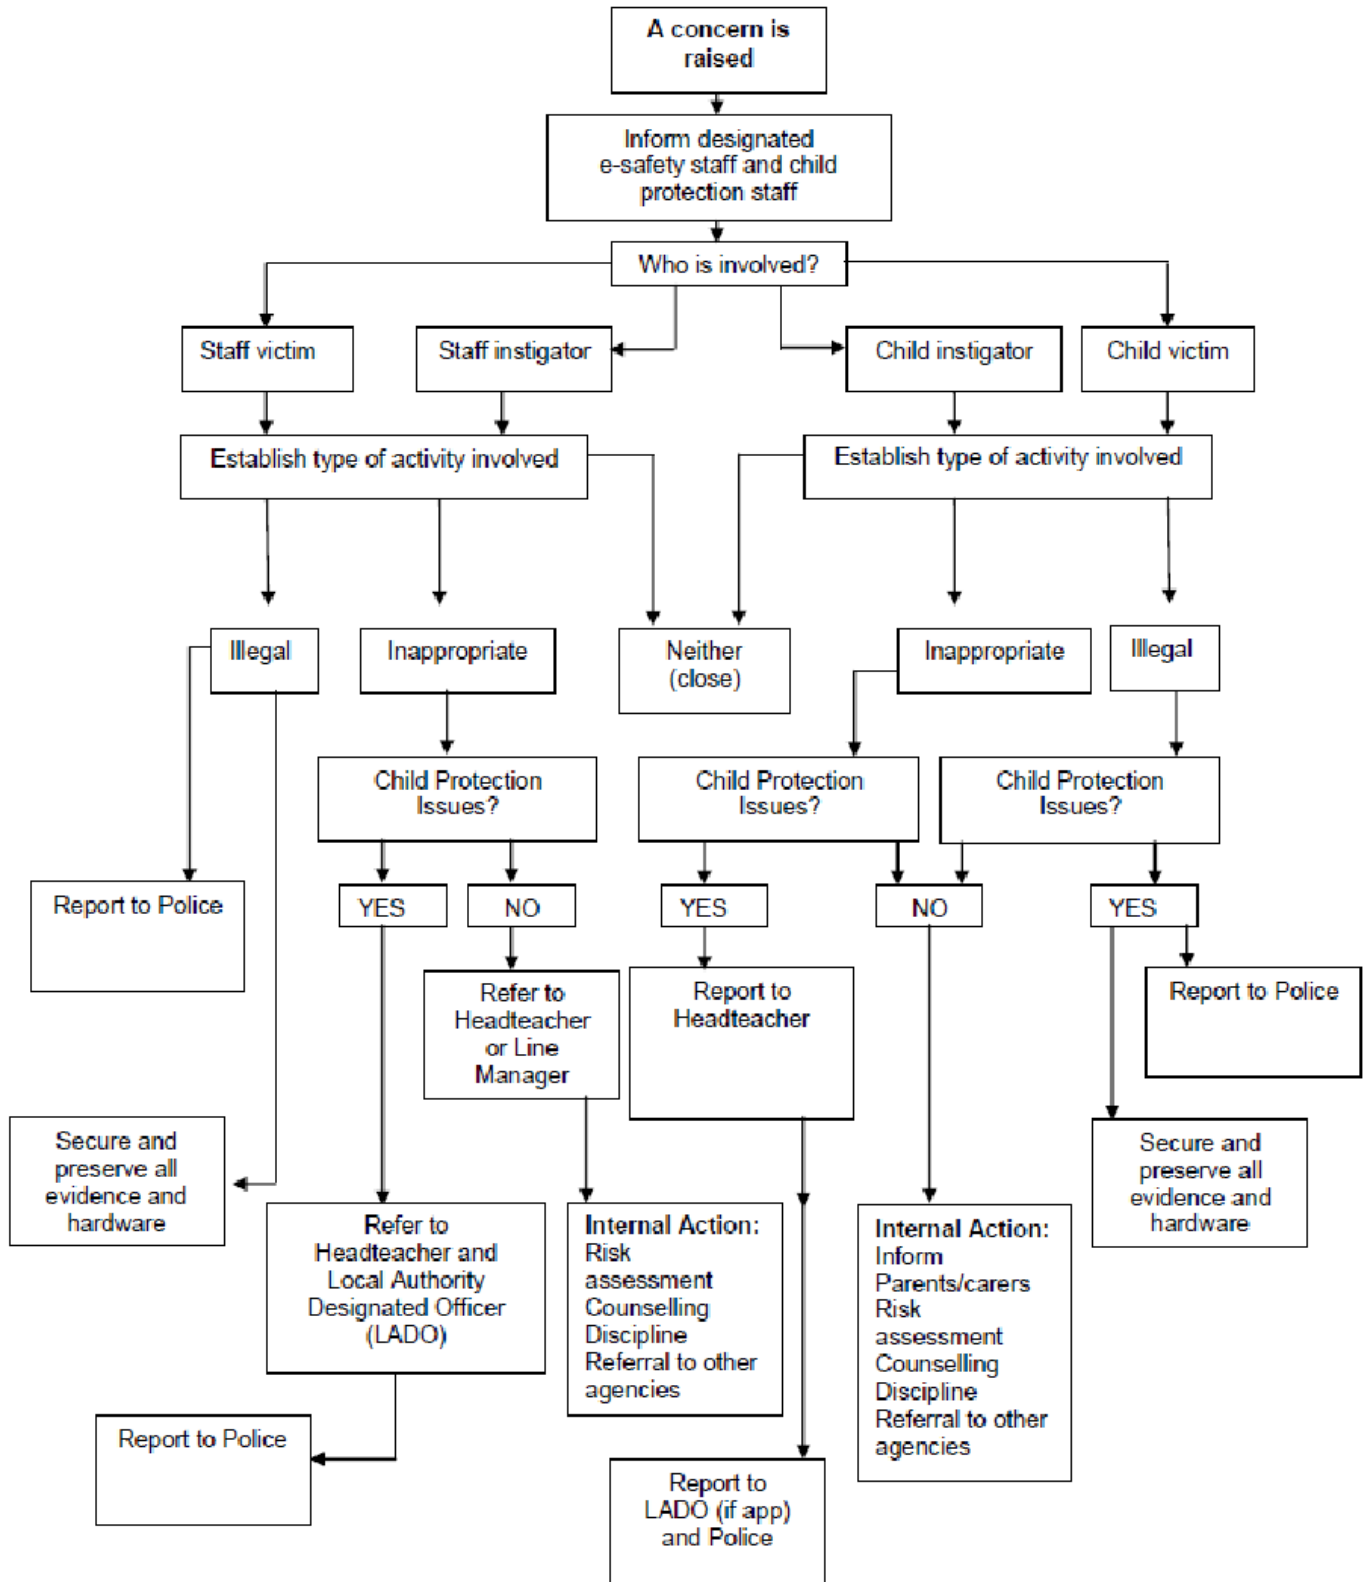 A concern is
raised
Inform designated
e-safety staff and child
protection staff
Who is involved?
Staff victim
Staff instigator
Child instigator
Child victim
Establish type of activity involved
Establish type of activity involved
Illegal
Inappropriate
Neither
(close)
Inappropriate
Illegal
Child Protection
Issues?
Child Protection
Issues?
Child Protection
Issues?
Report to Police
YES
NO
YES
NO
YES
Refer to
Headteacher
or Line
Manager
Report to
Headteacher
Report to Police
Secure and
preserve all
evidence and
hardware
Secure and
preserve all
evidence and
hardware
Refer to
Headteacher and
Local Authority
Designated Officer
(LADO)
Internal Action:
Risk
assessment
Counselling
Discipline
Referral to other
agencies
Internal Action:
Inform
Parents/carers
Risk
assessment
Counselling
Discipline
Referral to other
agencies
Report to Police
Report to
LADO (if app)
and Police